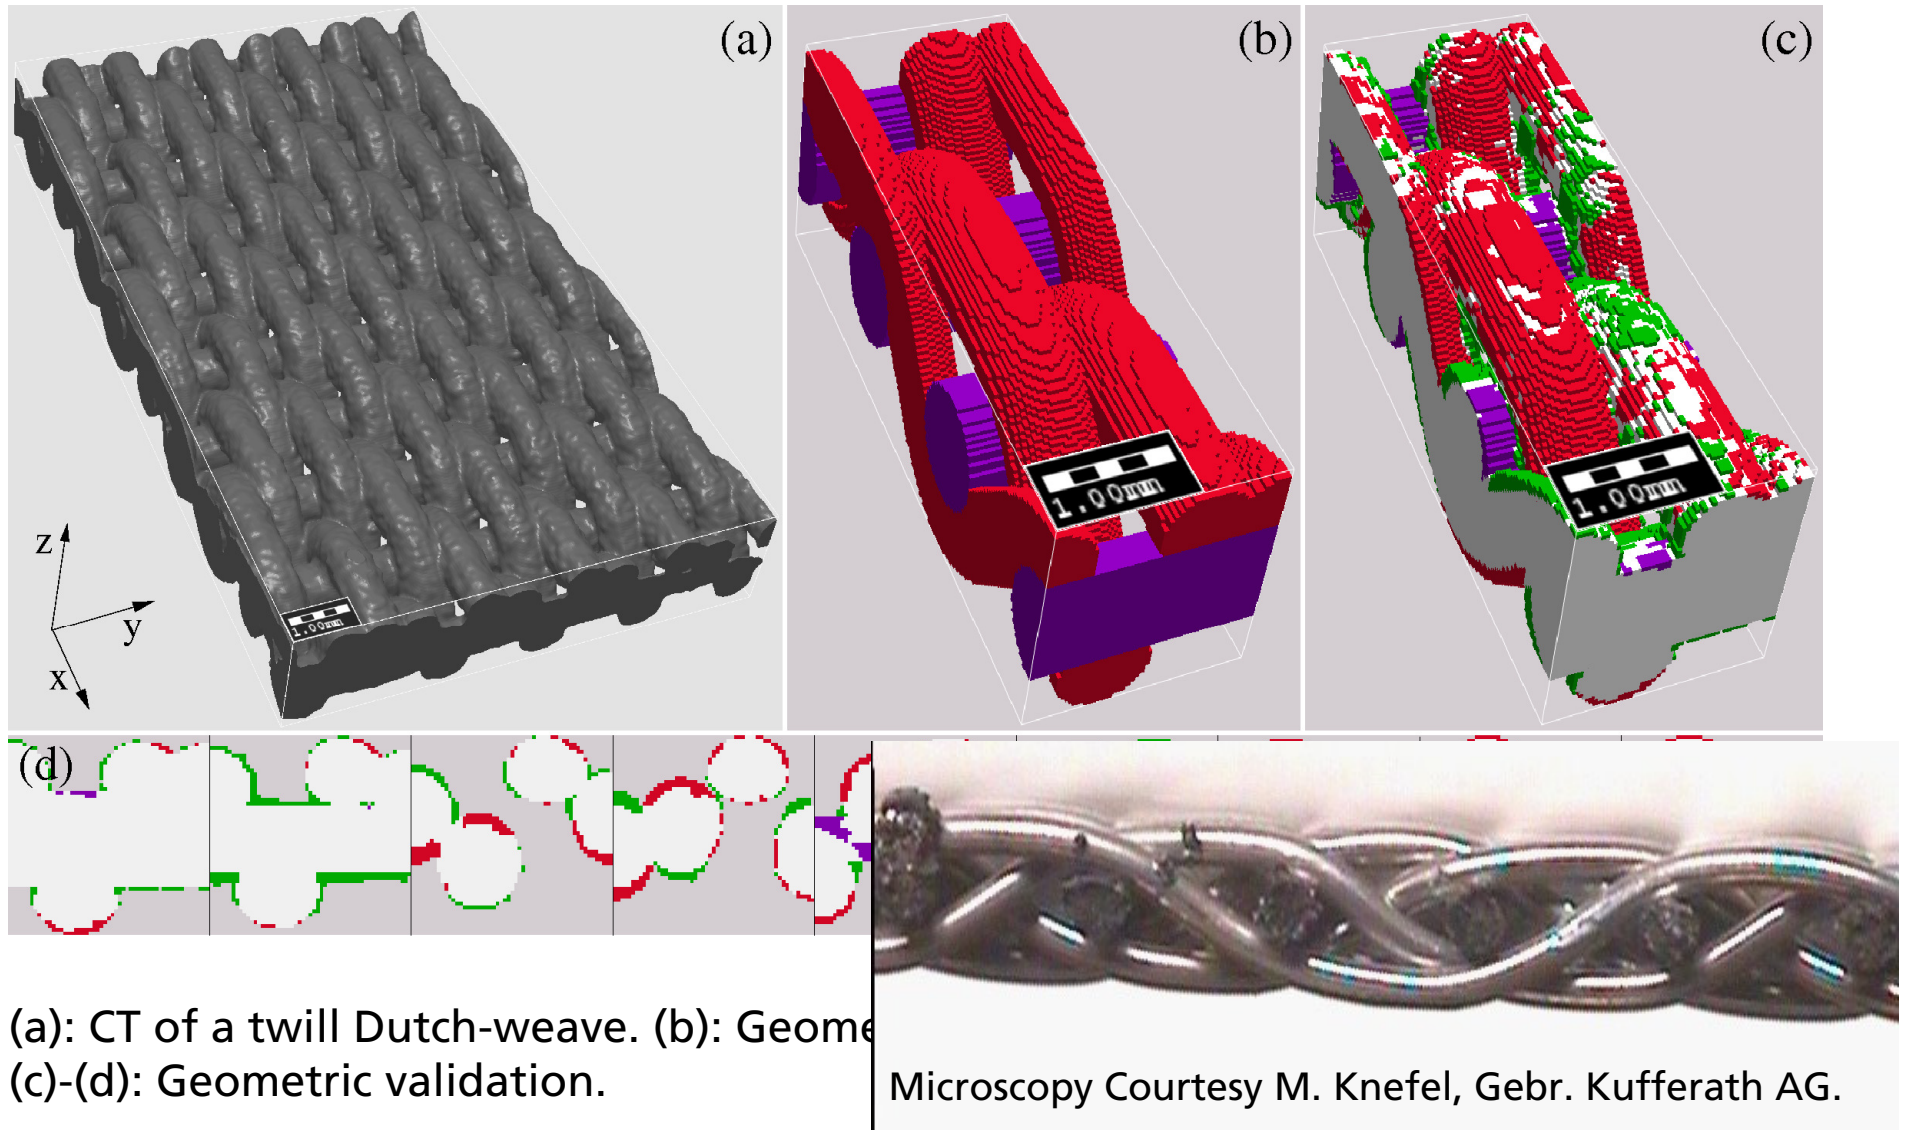 (a)
(b)
(c)
z
y
x
1.00mm
1.00mm
1.00mm
(d)
(a): CT of a twill Dutch-weave. (b):
(c)-(d): Geometric validation.
Microscopy Courtesy M. Knefel, Gebr. Kufferath AG.